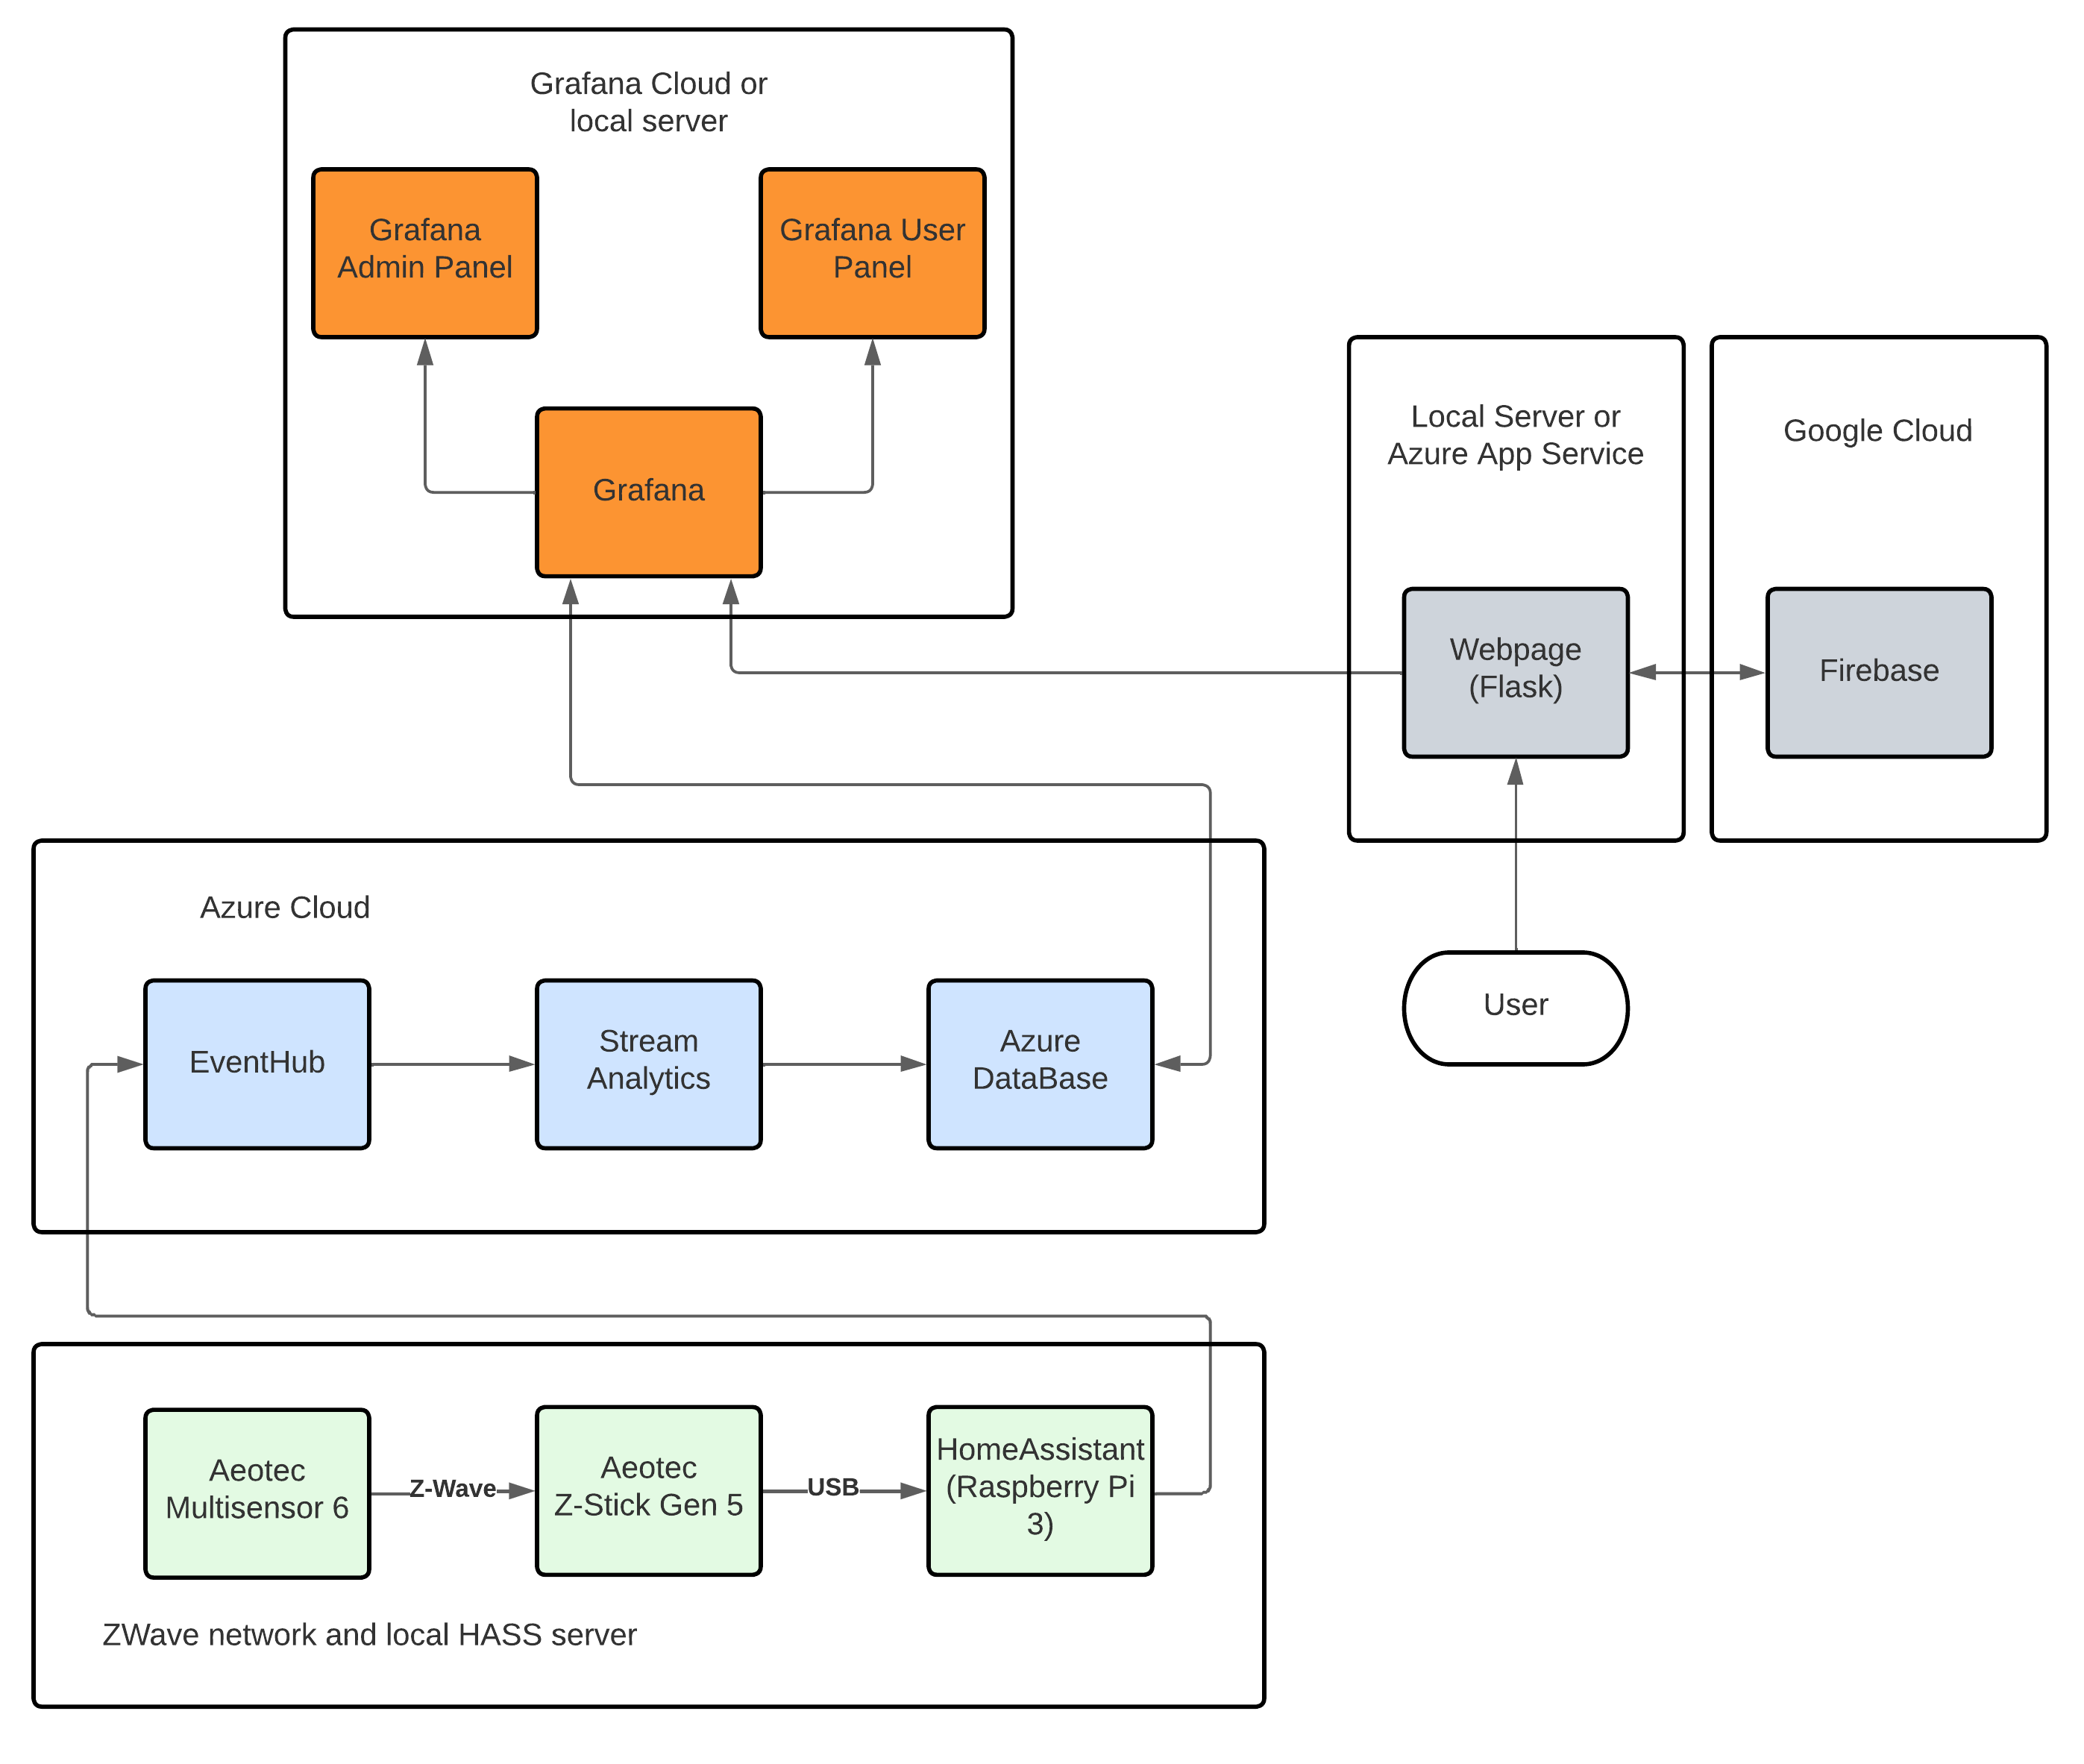 Grafana Cloud or
local server
Grafana
Admin Panel
Grafana User
Panel
Grafana
Local Server or
Azure App Service
Google Cloud
Webpage
(Flask)
Firebase
User
Azure Cloud
EventHub
Stream
Analytics
Azure
DataBase
Aeotec
Multisensor 6
Z-Wave
Aeotec
Z-Stick Gen 5
USB
HomeAssistant
(Raspberry Pi
3)
ZWave network and local HASS server